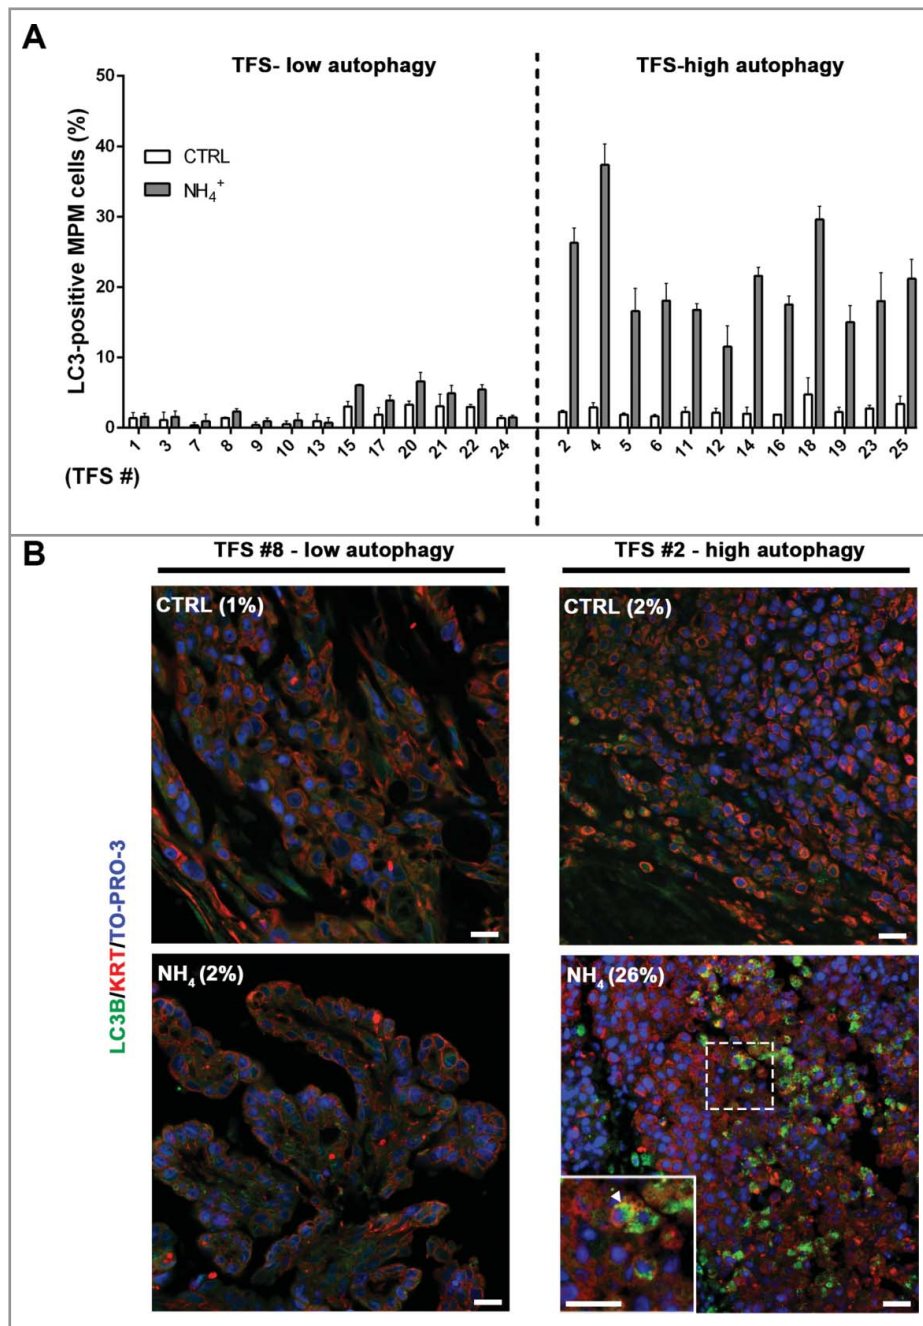 A
TFS- low autophagy
TFS-high autophagy
LC3-positive MPM cells (%)
50
40
30
20
10
0
CTRL
NH₄⁺
1 3 7 8 9 10 13 15 17 20 21 22 24
2 4 5 6 11 12 14 16 18 19 23 25
(TFS #)
B
TFS #8 - low autophagy
TFS #2 - high autophagy
LC3B/KRT/TO-PRO-3
CTRL (1%)
CTRL (2%)
NH₄ (2%)
NH₄ (26%)